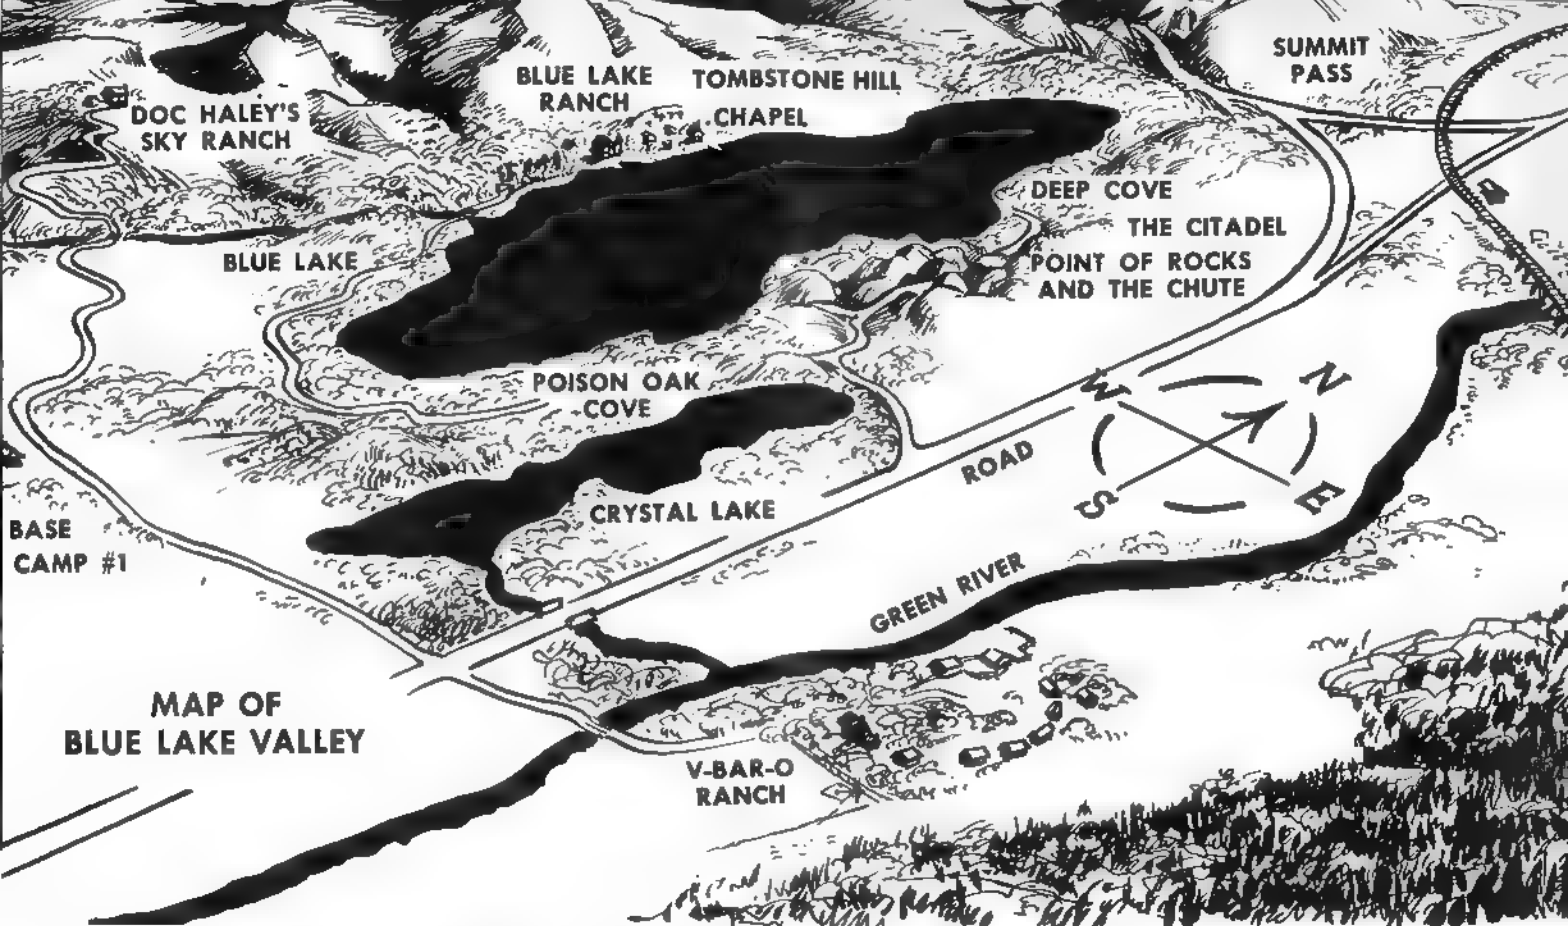 SUMMIT
PASS
BLUE LAKE
RANCH
TOMBSTONE HILL
CHAPEL
DOC HALEY'S
SKY RANCH
DEEP COVE
THE CITADEL
POINT OF ROCKS
AND THE CHUTE
BLUE LAKE
POISON OAK
COVE
W
N
S
E
ROAD
CRYSTAL LAKE
BASE
CAMP #1
GREEN RIVER
MAP OF
BLUE LAKE VALLEY
V-BAR-O
RANCH